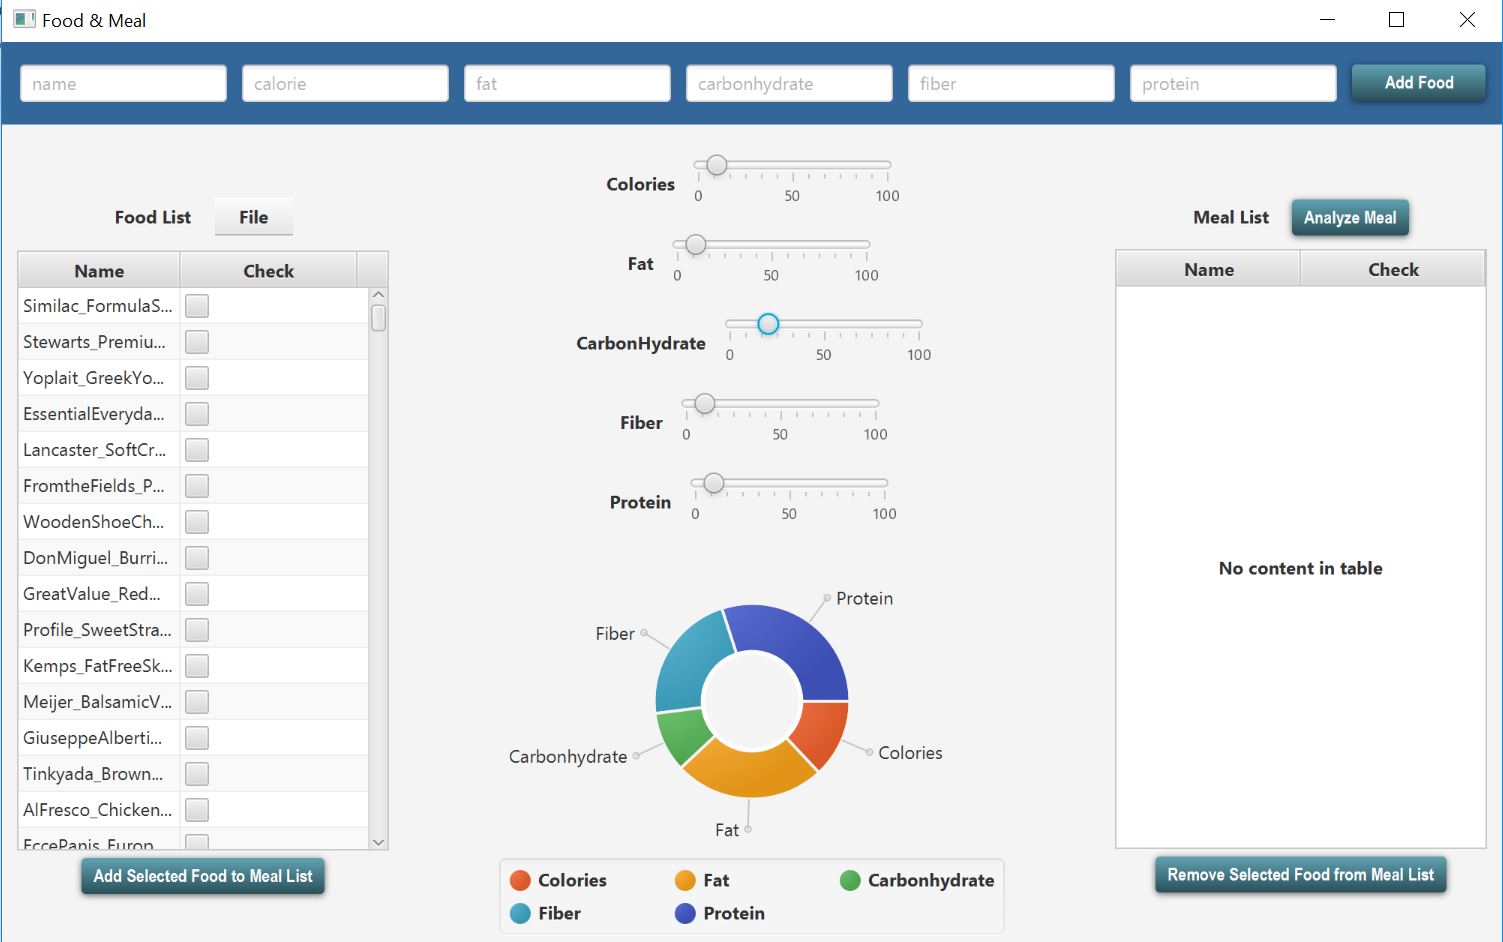 Food & Meal
name calorie fat carbonhydrate fiber protein Add Food
Colories
0 50 100
Food List File
Meal List Analyze Meal
Fat
0 50 100
Name Check
Name Check
Similac_FormulaS...
Stewarts_Premiu...
CarbonHydrate
0 50 100
Yoplait_GreekYo...
EssentialEveryda...
Fiber
0 50 100
Lancaster_SoftCr...
FromtheFields_P...
Protein
0 50 100
WoodenShoeCh...
DonMiguel_Burri...
No content in table
GreatValue_Red...
Profile_SweetStra...
Kemps_FatFreeSk...
Meijer_BalsamicV...
GiuseppeAlberti...
Tinkyada_Brown...
AlFresco_Chicken...
EccePanis_Europ...
Protein
Fiber
Carbonhydrate
Colories
Fat
Add Selected Food to Meal List
Colories Fat Carbonhydrate
Fiber Protein
Remove Selected Food from Meal List